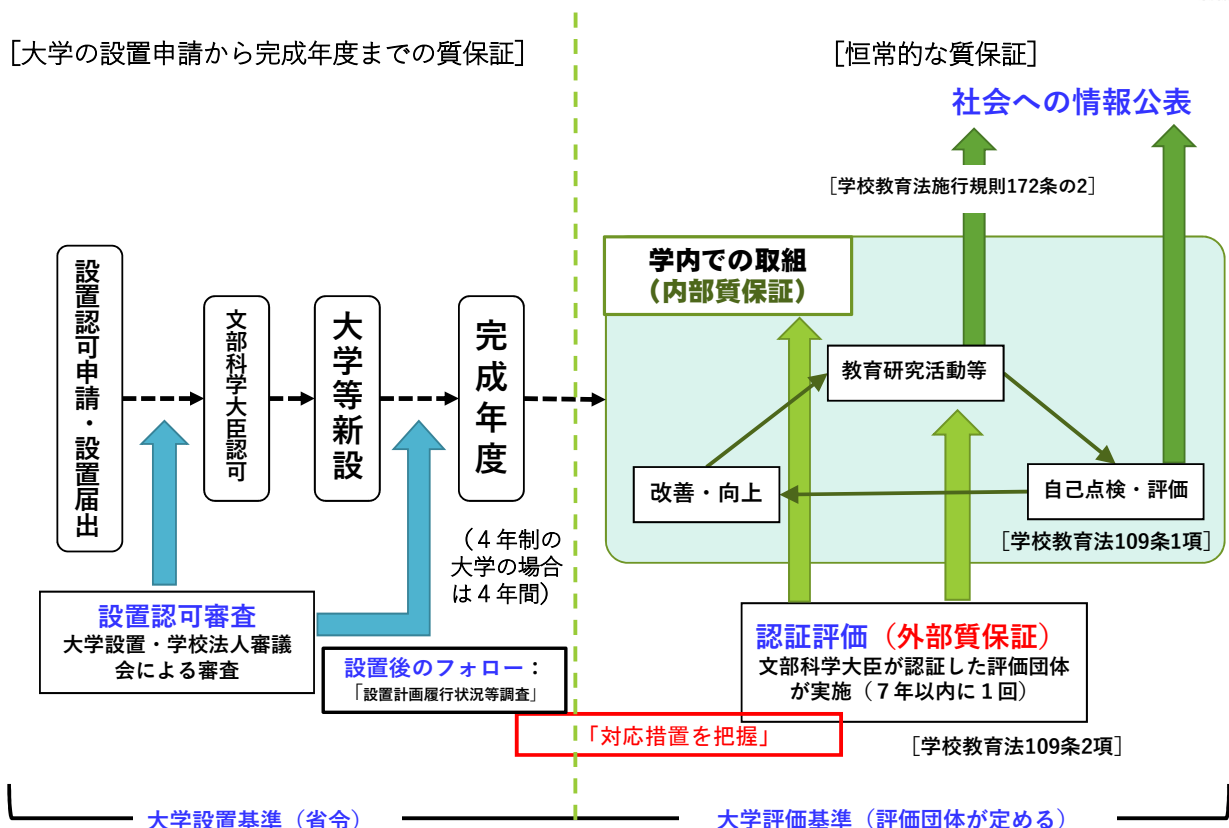 [大学の設置申請から完成年度までの質保証]
[恒常的な質保証]
社会への情報公表
[学校教育法施行規則172条の2]
設置認可申請・設置届出
文部科学大臣認可
大学等新設
完成年度
(4年制の
大学の場合
は4年間)
設置認可審査
大学設置・学校法人審議
会による審査
設置後のフォロー:
「設置計画履行状況等調査」
学内での取組
(内部質保証)
教育研究活動等
改善・向上
自己点検・評価
[学校教育法109条1項]
認証評価(外部質保証)
文部科学大臣が認証した評価団体
が実施(7年以内に1回)
「対応措置を把握」
[学校教育法109条2項]
大学設置基準(省令)
大学評価基準(評価団体が定める)